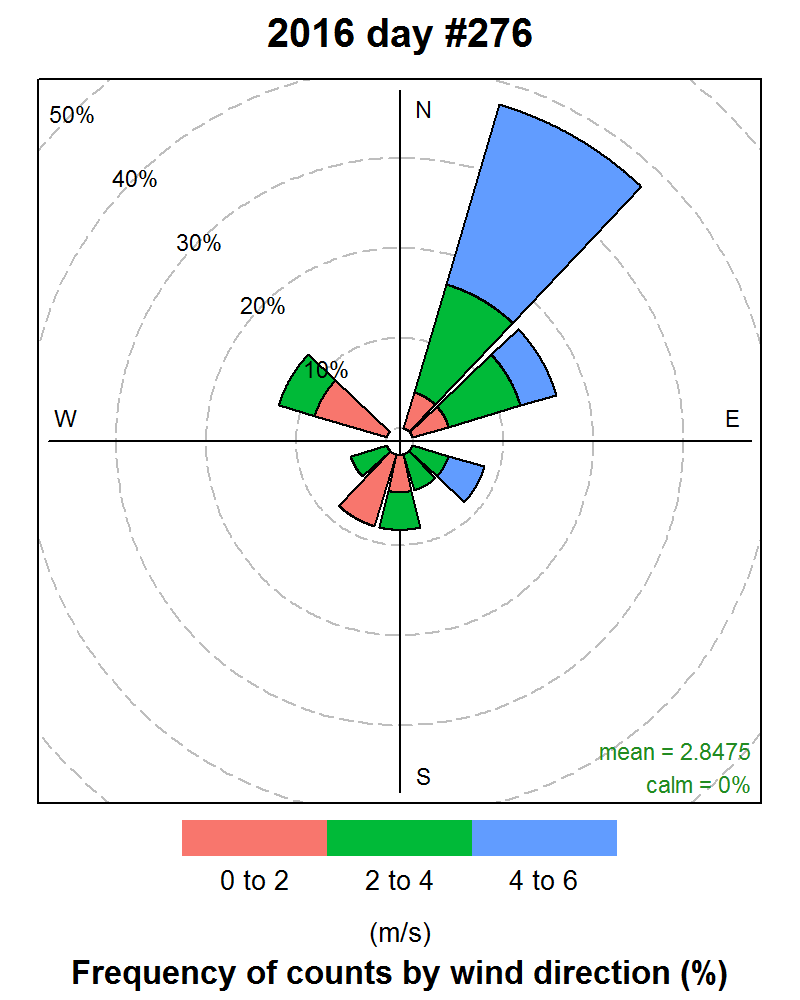 2016 day #276
50%
N
40%
30%
20%
10%
W
E
mean = 2.8475
S
calm = 0%
0 to 2
2 to 4
4 to 6
(m/s)
Frequency of counts by wind direction (%)